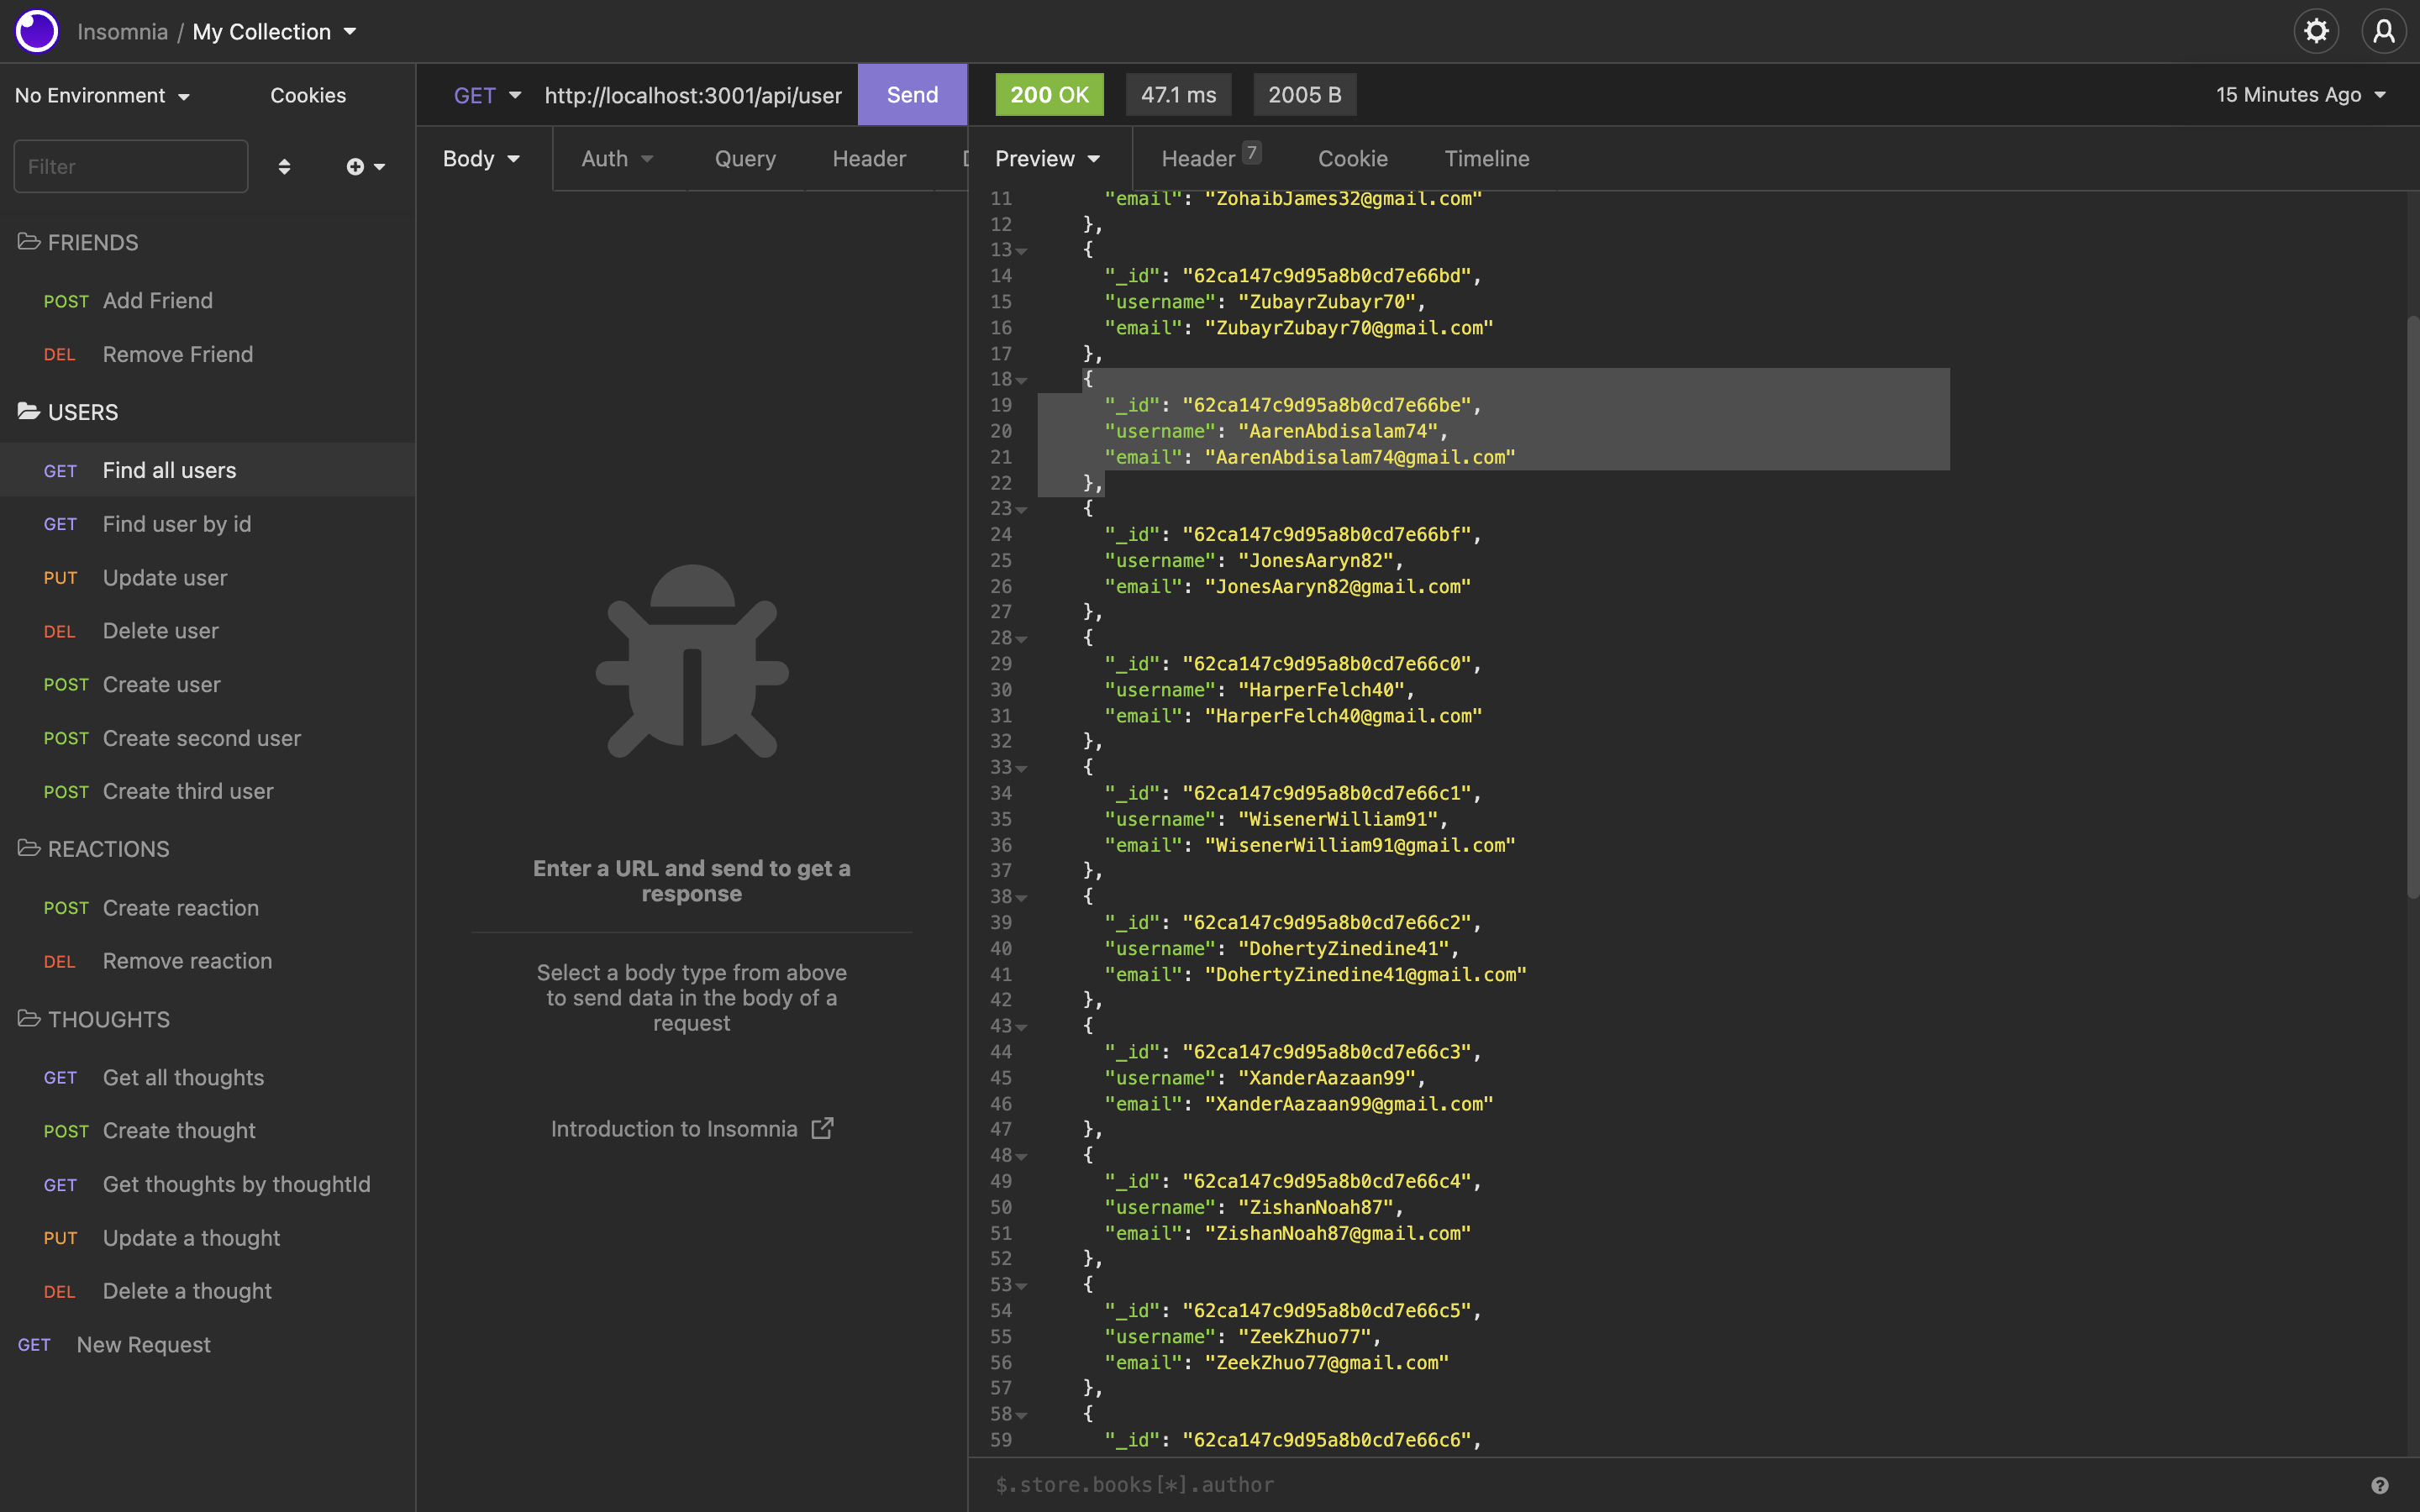 Insomnia / My Collection
No Environment
Cookies
GET http://localhost:3001/api/user Send
200 OK 47.1 ms 2005 B
15 Minutes Ago
Filter
Body Auth Query Header
Preview Header 7 Cookie Timeline
FRIENDS
POST Add Friend
DEL Remove Friend
USERS
GET Find all users
GET Find user by id
PUT Update user
DEL Delete user
POST Create user
POST Create second user
POST Create third user
REACTIONS
POST Create reaction
DEL Remove reaction
THOUGHTS
GET Get all thoughts
POST Create thought
GET Get thoughts by thoughtId
PUT Update a thought
DEL Delete a thought
GET New Request
Enter a URL and send to get a
response
Select a body type from above
to send data in the body of a
request
Introduction to Insomnia
11 "email": "ZohaibJames32@gmail.com"
12 },
13 {
14 "_id": "62ca147c9d95a8b0cd7e66bd",
15 "username": "ZubayrZubayr70",
16 "email": "ZubayrZubayr70@gmail.com"
17 },
18 {
19 "_id": "62ca147c9d95a8b0cd7e66be",
20 "username": "AarenAbdisalam74",
21 "email": "AarenAbdisalam74@gmail.com"
22 },
23 {
24 "_id": "62ca147c9d95a8b0cd7e66bf",
25 "username": "JonesAaryn82",
26 "email": "JonesAaryn82@gmail.com"
27 },
28 {
29 "_id": "62ca147c9d95a8b0cd7e66c0",
30 "username": "HarperFelch40",
31 "email": "HarperFelch40@gmail.com"
32 },
33 {
34 "_id": "62ca147c9d95a8b0cd7e66c1",
35 "username": "WisenerWilliam91",
36 "email": "WisenerWilliam91@gmail.com"
37 },
38 {
39 "_id": "62ca147c9d95a8b0cd7e66c2",
40 "username": "DohertyZinedine41",
41 "email": "DohertyZinedine41@gmail.com"
42 },
43 {
44 "_id": "62ca147c9d95a8b0cd7e66c3",
45 "username": "XanderAazaan99",
46 "email": "XanderAazaan99@gmail.com"
47 },
48 {
49 "_id": "62ca147c9d95a8b0cd7e66c4",
50 "username": "ZishanNoah87",
51 "email": "ZishanNoah87@gmail.com"
52 },
53 {
54 "_id": "62ca147c9d95a8b0cd7e66c5",
55 "username": "ZeekZhuo77",
56 "email": "ZeekZhuo77@gmail.com"
57 },
58 {
59 "_id": "62ca147c9d95a8b0cd7e66c6",
$.store.books[*].author